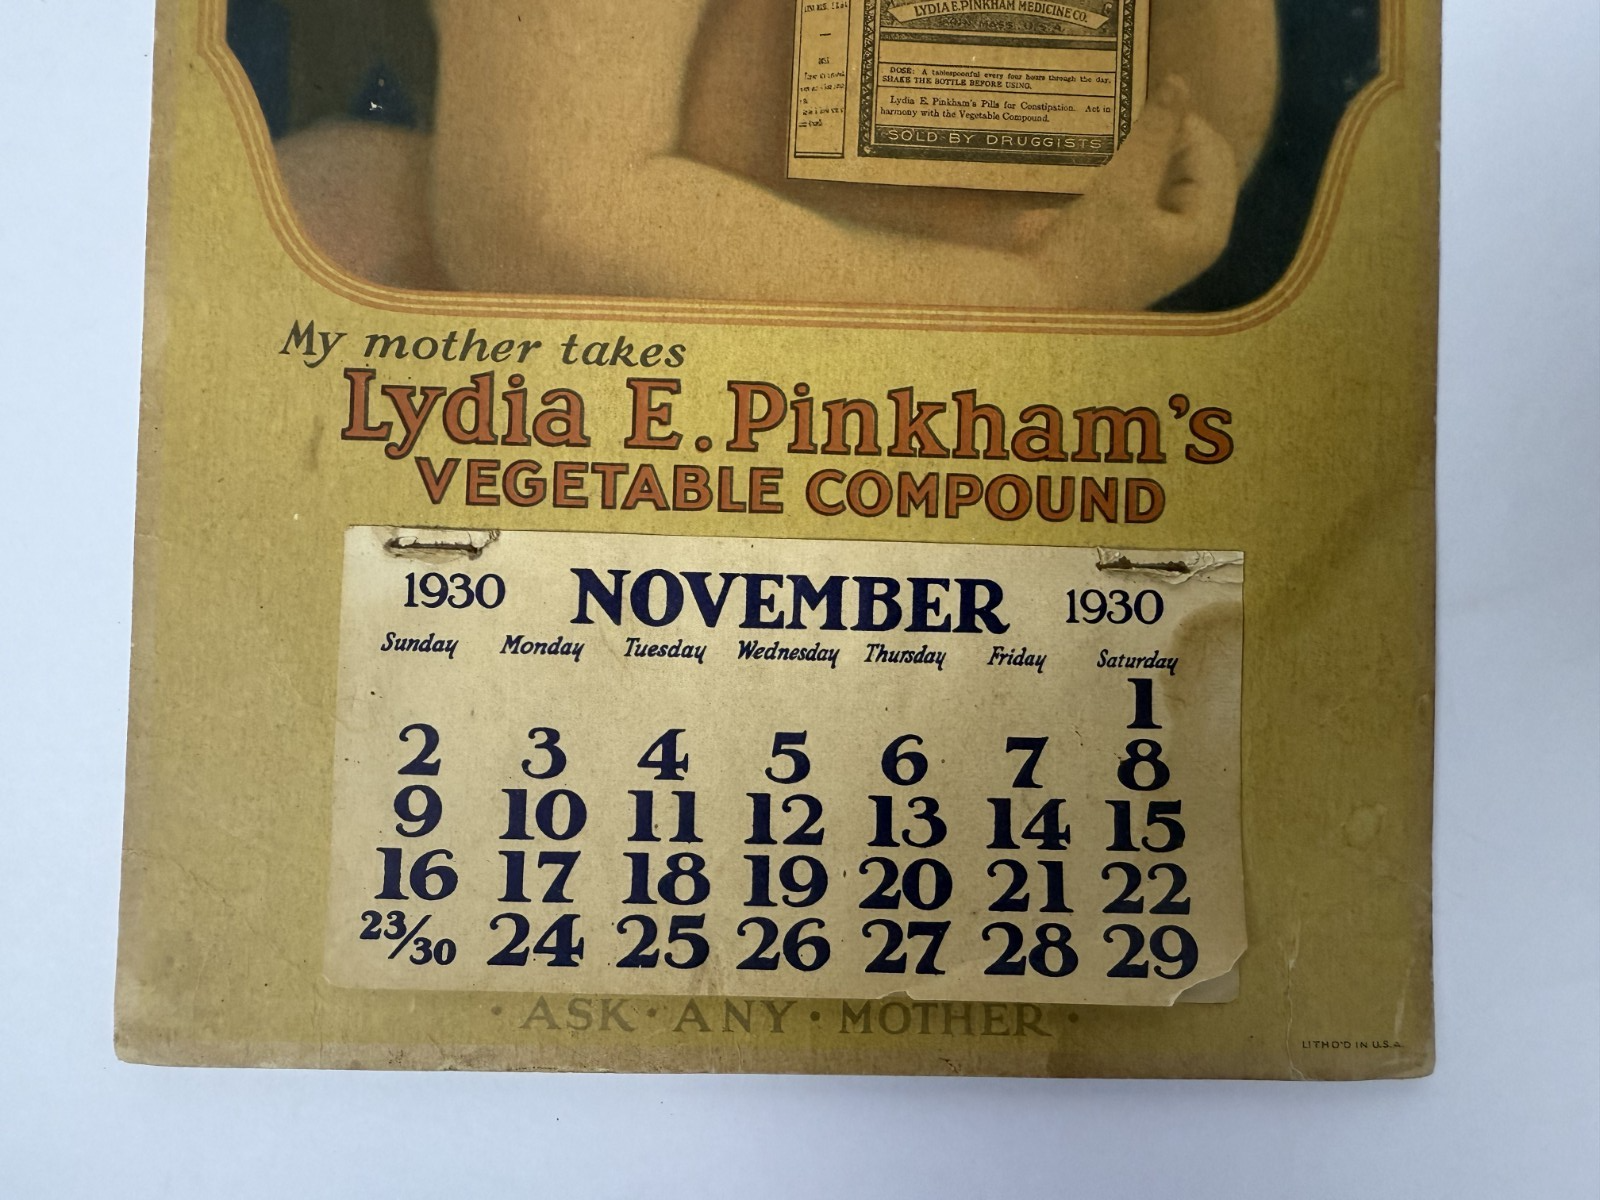 LYDIA E. PINKHAM MEDICINE CO.
LYNN, MASS. U.S.A.
DOSE: A tablespoonful every four hours through the day.
SHAKE THE BOTTLE BEFORE USING.
Lydia E. Pinkham's Pills for Constipation. Act in
harmony with the Vegetable Compound.
SOLD BY DRUGGISTS
My mother takes
Lydia E. Pinkham's
VEGETABLE COMPOUND
1930 NOVEMBER 1930
Sunday Monday Tuesday Wednesday Thursday Friday Saturday
1
2 3 4 5 6 7 8
9 10 11 12 13 14 15
16 17 18 19 20 21 22
23/30 24 25 26 27 28 29
· ASK · ANY · MOTHER ·
LITHO'D IN U.S.A.